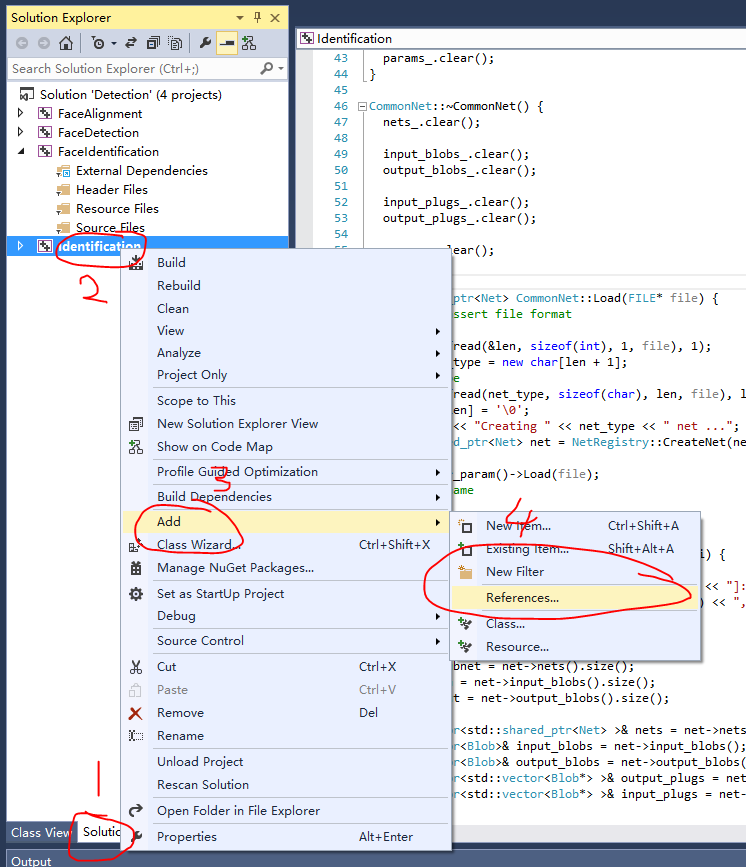 Solution Explorer
Search Solution Explorer (Ctrl+;)
Solution 'Detection' (4 projects)
FaceAlignment
FaceDetection
FaceIdentification
External Dependencies
Header Files
Resource Files
Source Files
Identification
2
Build
Rebuild
Clean
View
Analyze
Project Only
Scope to This
New Solution Explorer View
Show on Code Map
Profile Guided Optimization
3
Build Dependencies
Add
Class Wizard... Ctrl+Shift+X
Manage NuGet Packages...
Set as StartUp Project
Debug
Source Control
Cut Ctrl+X
Paste Ctrl+V
Remove Del
Rename
Unload Project
Rescan Solution
Open Folder in File Explorer
Properties Alt+Enter
4
New Item... Ctrl+Shift+A
Existing Item... Shift+Alt+A
New Filter
References...
Class...
Resource...
1
Class View
Solutio
Output
Identification
43 params_.clear();
44 }
45
46 CommonNet::~CommonNet() {
47 nets_.clear();
48
49 input_blobs_.clear();
50 output_blobs_.clear();
51
52 input_plugs_.clear();
53 output_plugs_.clear();
54
lear();
ptr<Net> CommonNet::Load(FILE* file) {
ssert file format
read(&len, sizeof(int), 1, file), 1);
_type = new char[len + 1];
e
read(net_type, sizeof(char), len, file), l
en] = '\0';
<< "Creating " << net_type << " net ...";
d_ptr<Net> net = NetRegistry::CreateNet(ne
_param()->Load(file);
ame
i) {
<< "]:
) << ",
bnet = net->nets().size();
= net->input_blobs().size();
t = net->output_blobs().size();
r<std::shared_ptr<Net> >& nets = net->nets
r<Blob>& input_blobs = net->input_blobs();
r<Blob>& output_blobs = net->output_blobs(
r<std::vector<Blob*> >& output_plugs = net
r<std::vector<Blob*> >& input_plugs = net-